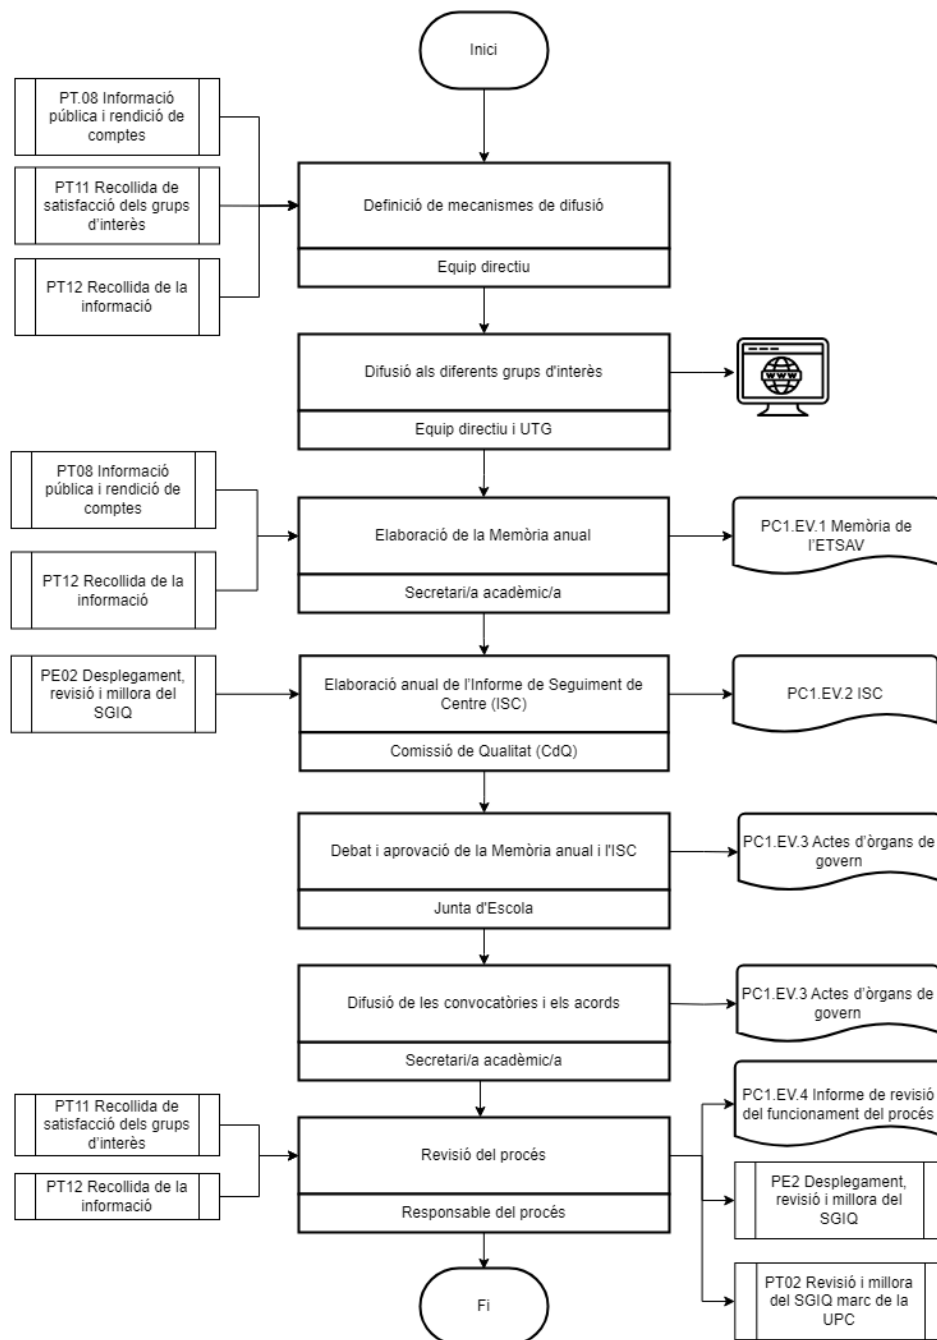 Inici
PT.08 Informació
pública i rendició de
comptes
PT11 Recollida de
satisfacció dels grups
d'interès
PT12 Recollida de la
informació
Definició de mecanismes de difusió
Equip directiu
Difusió als diferents grups d'interès
Equip directiu i UTG
WWW
PT08 Informació
pública i rendició de
comptes
PT12 Recollida de la
informació
Elaboració de la Memòria anual
Secretari/a acadèmic/a
PC1.EV.1 Memòria de
l'ETSAV
PE02 Desplegament,
revisió i millora del
SGIQ
Elaboració anual de l'Informe de Seguiment de
Centre (ISC)
Comissió de Qualitat (CdQ)
PC1.EV.2 ISC
Debat i aprovació de la Memòria anual i l'ISC
Junta d'Escola
PC1.EV.3 Actes d'òrgans de
govern
Difusió de les convocatòries i els acords
Secretari/a acadèmic/a
PC1.EV.3 Actes d'òrgans de
govern
PT11 Recollida de
satisfacció dels grups
d'interès
PT12 Recollida de la
informació
Revisió del procés
Responsable del procés
PC1.EV.4 Informe de revisió
del funcionament del procés
PE2 Desplegament,
revisió i millora del
SGIQ
PT02 Revisió i millora
del SGIQ marc de la
UPC
Fi